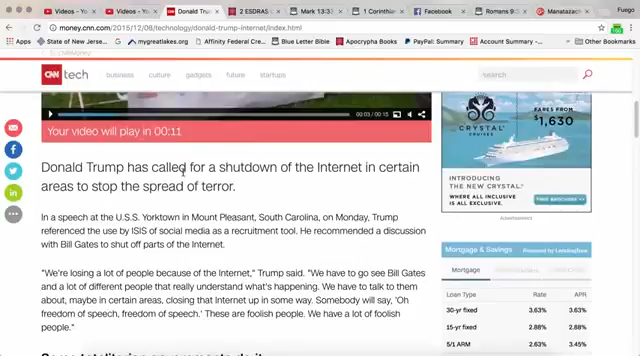 Videos - Y
Videos - Y
Donald Trum
2 ESDRAS
Mark 13:33
1 Corinthia
Facebook
Romans 9:0
Manatazac
Fuego
money.cnn.com/2015/12/08/technology/donald-trump-internet/index.html
State of New Jerse
mygreatlakes.org
Affinity Federal Cre
Blue Letter Bible
Apocrypha Books
PayPal: Summary
Account Summary -
Other Bookmarks
CNN tech
business
culture
gadgets
future
startups
search
00:03 / 00:15
Your video will play in 00:11
Donald Trump has called for a shutdown of the Internet in certain
areas to stop the spread of terror.
In a speech at the U.S.S. Yorktown in Mount Pleasant, South Carolina, on Monday, Trump
referenced the use by ISIS of social media as a recruitment tool. He recommended a discussion
with Bill Gates to shut off parts of the Internet.
"We're losing a lot of people because of the Internet," Trump said. "We have to go see Bill Gates
and a lot of different people that really understand what's happening. We have to talk to them
about, maybe in certain areas, closing that Internet up in some way. Somebody will say, 'Oh
freedom of speech, freedom of speech.' These are foolish people. We have a lot of foolish
people."
FARES FROM
$1,630
CRYSTAL
CRUISES
INTRODUCING THE
NEW CRYSTAL
WHERE ALL INCLUSIVE
IS ALL EXCLUSIVE.
FREE BROCHURES
Advertisement
Mortgage & Savings
Powered by LendingTree
Mortgage
Loan Type Rate APR
30-yr fixed 3.63% 3.63%
15-yr fixed 2.88% 2.88%
5/1 ARM 2.63% 3.45%